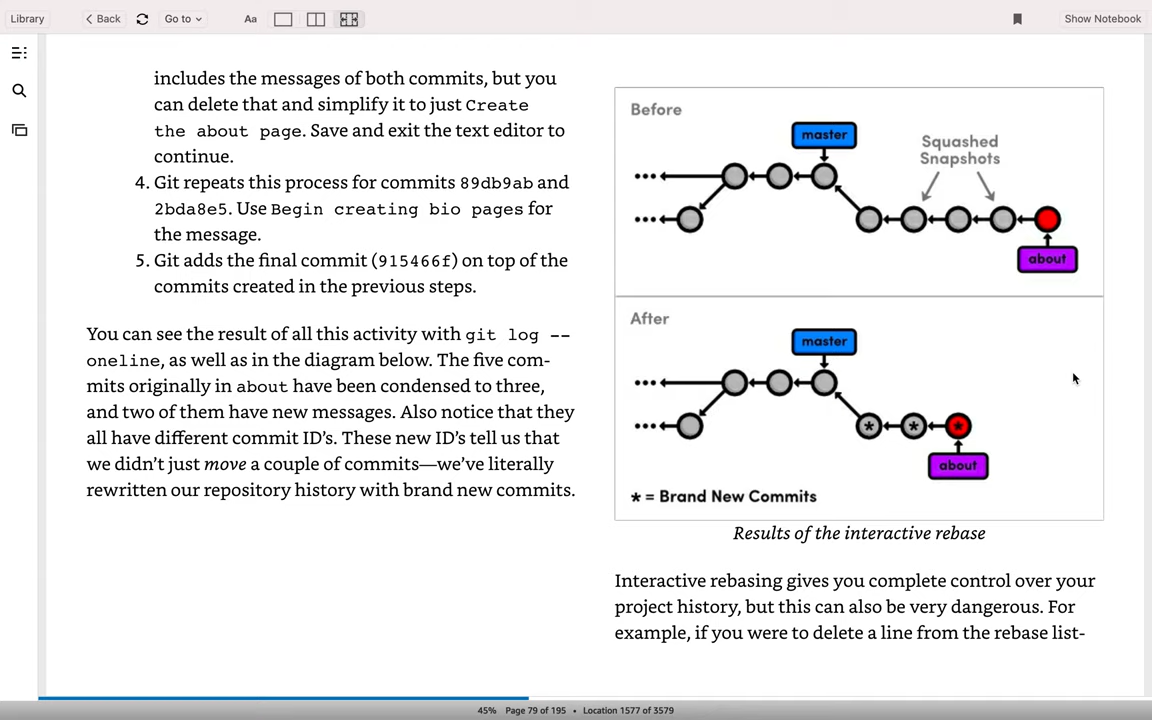 Library
Back
Go to
Aa
Show Notebook
includes the messages of both commits, but you
can delete that and simplify it to just Create
the about page. Save and exit the text editor to
continue.
4. Git repeats this process for commits 89db9ab and
2bda8e5. Use Begin creating bio pages for
the message.
5. Git adds the final commit (915466f) on top of the
commits created in the previous steps.
You can see the result of all this activity with git log --
oneline, as well as in the diagram below. The five com-
mits originally in about have been condensed to three,
and two of them have new messages. Also notice that they
all have different commit ID’s. These new ID’s tell us that
we didn’t just move a couple of commits—we’ve literally
rewritten our repository history with brand new commits.
Before
master
Squashed
Snapshots
about
After
master
about
* = Brand New Commits
Results of the interactive rebase
Interactive rebasing gives you complete control over your
project history, but this can also be very dangerous. For
example, if you were to delete a line from the rebase list-
45% Page 79 of 195 • Location 1577 of 3579